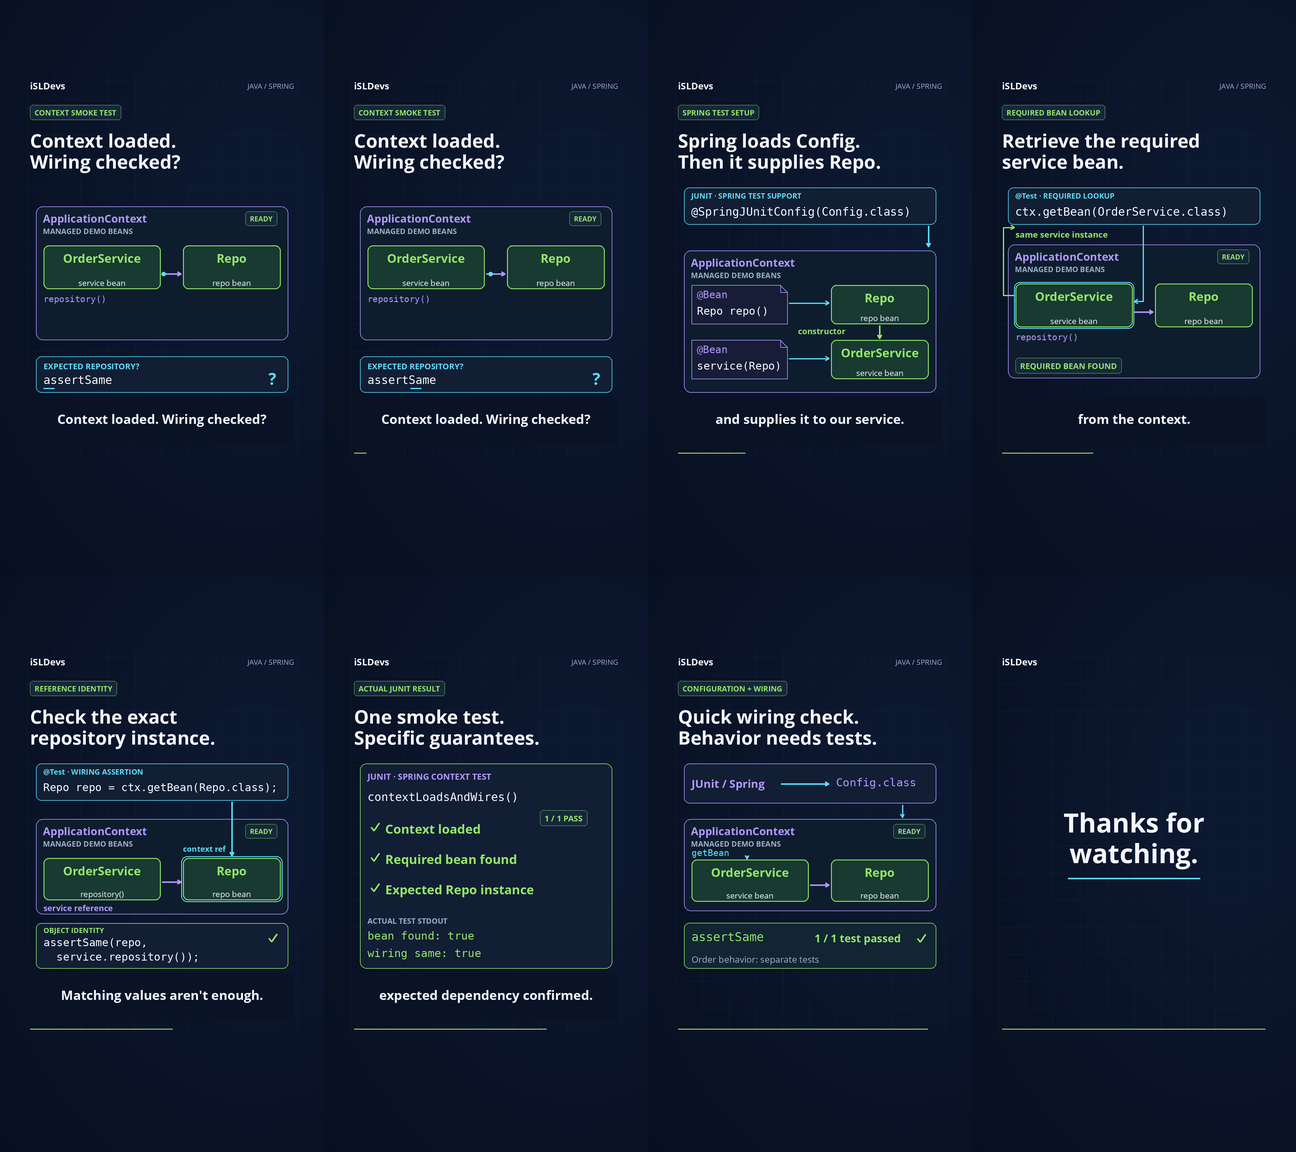 iSLDevs
JAVA / SPRING
CONTEXT SMOKE TEST
Context loaded.
Wiring checked?
ApplicationContext
READY
MANAGED DEMO BEANS
OrderService
service bean
Repo
repo bean
repository()
EXPECTED REPOSITORY?
assertSame
?
Context loaded. Wiring checked?
iSLDevs
JAVA / SPRING
CONTEXT SMOKE TEST
Context loaded.
Wiring checked?
ApplicationContext
READY
MANAGED DEMO BEANS
OrderService
service bean
Repo
repo bean
repository()
EXPECTED REPOSITORY?
assertSame
?
Context loaded. Wiring checked?
iSLDevs
JAVA / SPRING
SPRING TEST SETUP
Spring loads Config.
Then it supplies Repo.
JUNIT · SPRING TEST SUPPORT
@SpringJUnitConfig(Config.class)
ApplicationContext
MANAGED DEMO BEANS
@Bean
Repo repo()
Repo
repo bean
constructor
@Bean
service(Repo)
OrderService
service bean
and supplies it to our service.
iSLDevs
JAVA / SPRING
REQUIRED BEAN LOOKUP
Retrieve the required
service bean.
@Test · REQUIRED LOOKUP
ctx.getBean(OrderService.class)
same service instance
ApplicationContext
READY
MANAGED DEMO BEANS
OrderService
service bean
Repo
repo bean
repository()
REQUIRED BEAN FOUND
from the context.
iSLDevs
JAVA / SPRING
REFERENCE IDENTITY
Check the exact
repository instance.
@Test · WIRING ASSERTION
Repo repo = ctx.getBean(Repo.class);
ApplicationContext
READY
MANAGED DEMO BEANS
context ref
OrderService
repository()
Repo
repo bean
service reference
OBJECT IDENTITY
assertSame(repo,
service.repository());
Matching values aren't enough.
iSLDevs
JAVA / SPRING
ACTUAL JUNIT RESULT
One smoke test.
Specific guarantees.
JUNIT · SPRING CONTEXT TEST
contextLoadsAndWires()
1 / 1 PASS
Context loaded
Required bean found
Expected Repo instance
ACTUAL TEST STDOUT
bean found: true
wiring same: true
expected dependency confirmed.
iSLDevs
JAVA / SPRING
CONFIGURATION + WIRING
Quick wiring check.
Behavior needs tests.
JUnit / Spring
Config.class
ApplicationContext
READY
MANAGED DEMO BEANS
getBean
OrderService
service bean
Repo
repo bean
assertSame
1 / 1 test passed
Order behavior: separate tests
iSLDevs
Thanks for
watching.